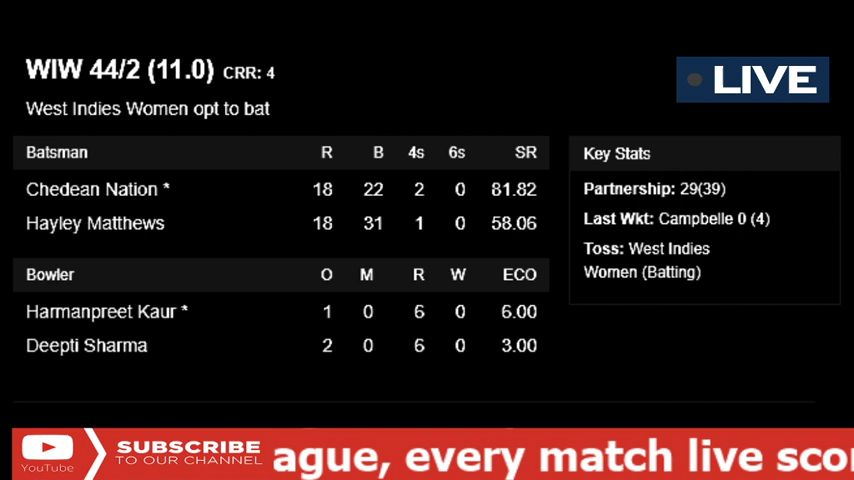 WIW 44/2 (11.0) CRR: 4
LIVE
West Indies Women opt to bat
Batsman R B 4s 6s SR
Chedean Nation * 18 22 2 0 81.82
Hayley Matthews 18 31 1 0 58.06
Bowler O M R W ECO
Harmanpreet Kaur * 1 0 6 0 6.00
Deepti Sharma 2 0 6 0 3.00
Key Stats
Partnership: 29(39)
Last Wkt: Campbelle 0 (4)
Toss: West Indies
Women (Batting)
YouTube
SUBSCRIBE
TO OUR CHANNEL
ague, every match live scor